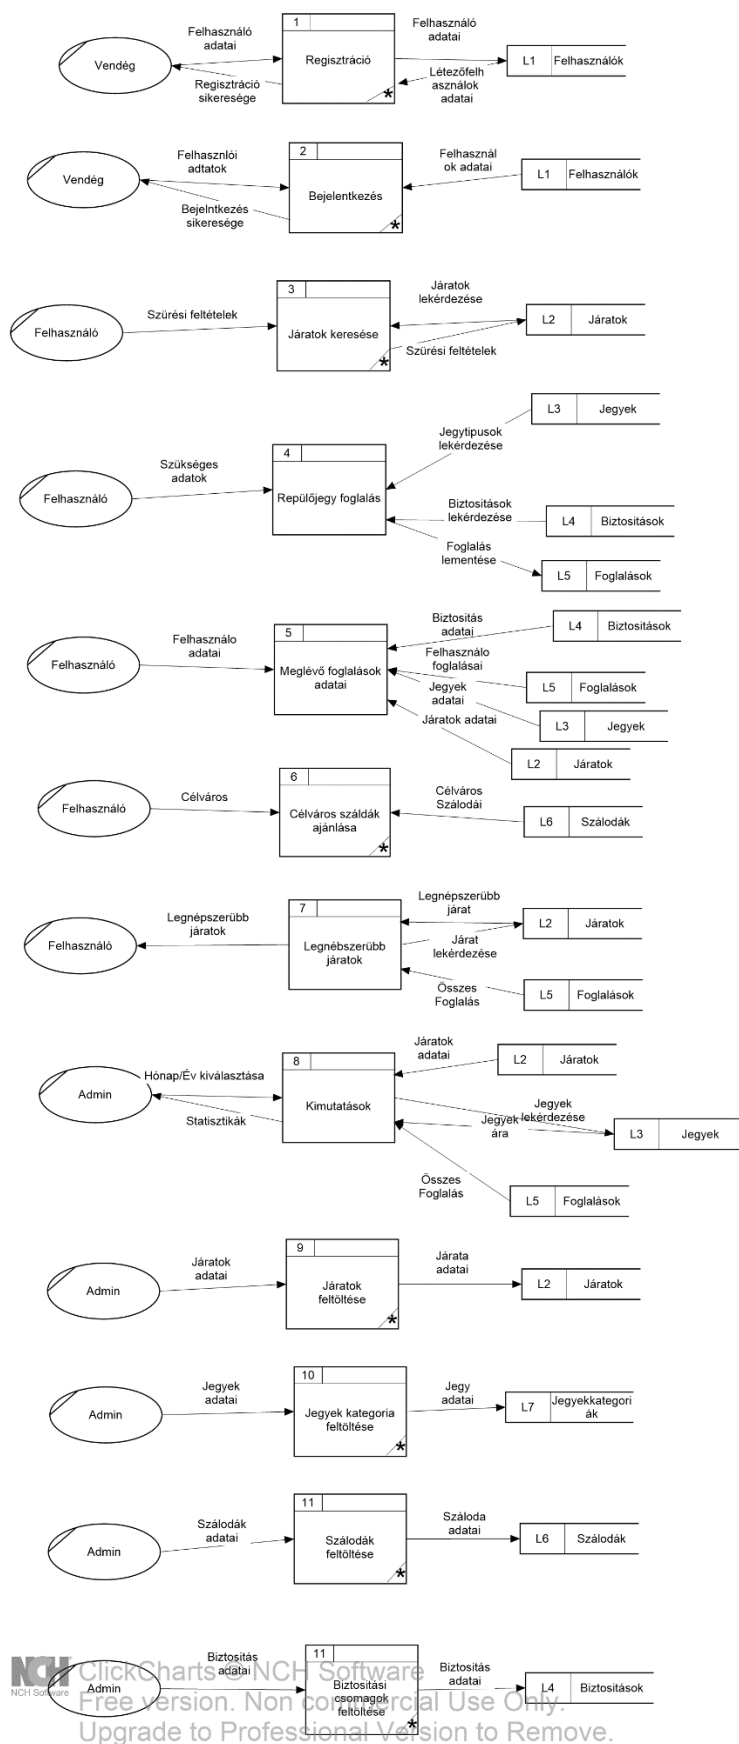 1
Felhasználó
adatai
Felhasználó
adatai
Vendég
Regisztráció
L1
Felhasználók
Regisztráció
sikeresége
Létezőfelh
asználok
adatai
*
2
Felhasznlói
adtatok
Felhasznál
ok adatai
Vendég
Bejelentkezés
L1
Felhasználók
Bejelntkezés
sikeresége
*
3
Járatok
lekérdezése
Szürési feltételek
Felhasználó
Járatok keresése
L2
Járatok
Szürési feltételek
*
L3
Jegyek
Jegytipusok
lekérdezése
4
Szükséges
adatok
Felhasználó
Repülőjegy foglalás
Biztositások
lekérdezése
L4
Biztositások
Foglalás
lementése
L5
Foglalások
Biztositás
adatai
L4
Biztositások
5
Felhasználo
adatai
Felhasználo
foglalásai
Felhasználó
Meglévő foglalások
adatai
Jegyek
adatai
L5
Foglalások
Járatok adatai
L3
Jegyek
L2
Járatok
6
Célváros
Célváros
Szálodái
Felhasználó
Célváros száldák
ajánlása
L6
Szálodák
*
7
Legnépszerübb
járatok
Legnépszerübb
járat
L2
Járatok
Felhasználó
Legnébszerübb
járatok
Járat
lekérdezése
Összes
Foglalás
L5
Foglalások
8
Járatok
adatai
L2
Járatok
Hónap/Év kiválasztása
Admin
Kimutatások
Statisztikák
Jegyek
lekérdezése
Jegyek
ára
L3
Jegyek
Összes
Foglalás
L5
Foglalások
9
Járatok
adatai
Járata
adatai
Admin
Járatok
feltöltése
L2
Járatok
*
10
Jegyek
adatai
Jegy
adatai
Admin
Jegyek kategoria
feltöltése
L7
Jegyekkategori
ák
*
11
Szálodák
adatai
Száloda
adatai
Admin
Szálodák
feltöltése
L6
Szálodák
*
11
Biztositás
adatai
Biztositás
adatai
Admin
Biztositási
csomagok
feltöltése
L4
Biztositások
*
NCH
NCH Software
ClickCharts © NCH Software
Free version. Non commercial Use Only.
Upgrade to Professional Version to Remove.